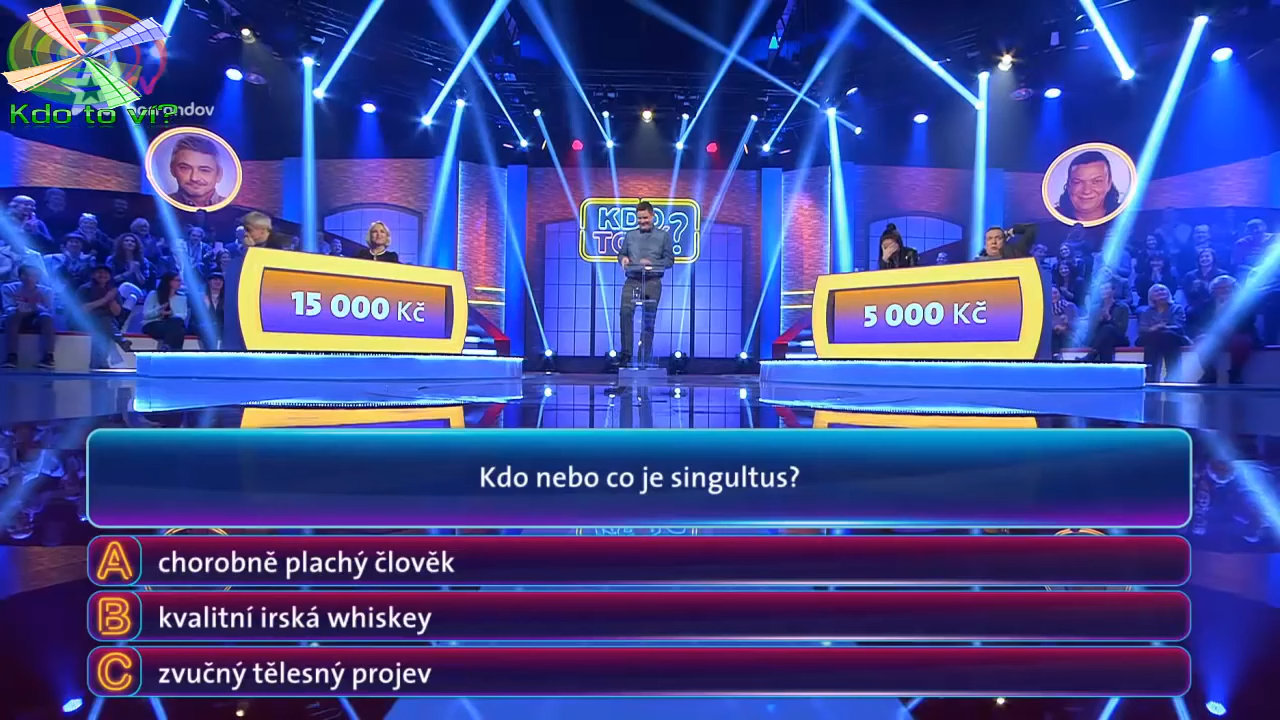 Kdo to ví?
KDO
15 000 Kč
5 000 Kč
Kdo nebo co je singultus?
A chorobně plachý člověk
B kvalitní irská whiskey
C zvučný tělesný projev